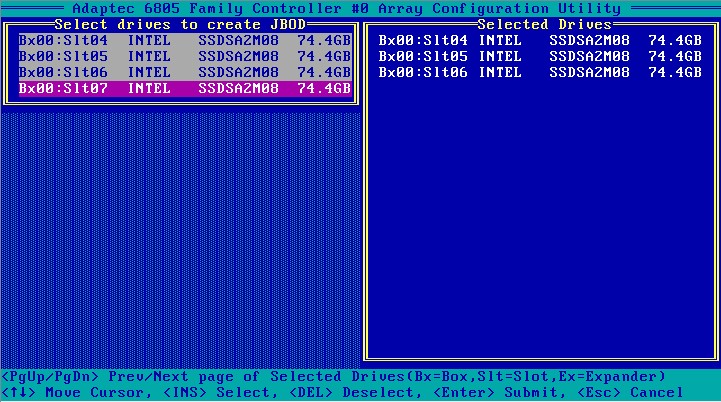 Adaptec 6805 Family Controller #0 Array Configuration Utility
Select drives to create JBOD
Bx00:Slt04 INTEL SSDSA2M08 74.4GB
Bx00:Slt05 INTEL SSDSA2M08 74.4GB
Bx00:Slt06 INTEL SSDSA2M08 74.4GB
Bx00:Slt07 INTEL SSDSA2M08 74.4GB
Selected Drives
Bx00:Slt04 INTEL SSDSA2M08 74.4GB
Bx00:Slt05 INTEL SSDSA2M08 74.4GB
Bx00:Slt06 INTEL SSDSA2M08 74.4GB
<PgUp/PgDn> Prev/Next page of Selected Drives(Bx=Box,Slt=Slot,Ex=Expander)
<↑↓> Move Cursor, <INS> Select, <DEL> Deselect, <Enter> Submit, <Esc> Cancel